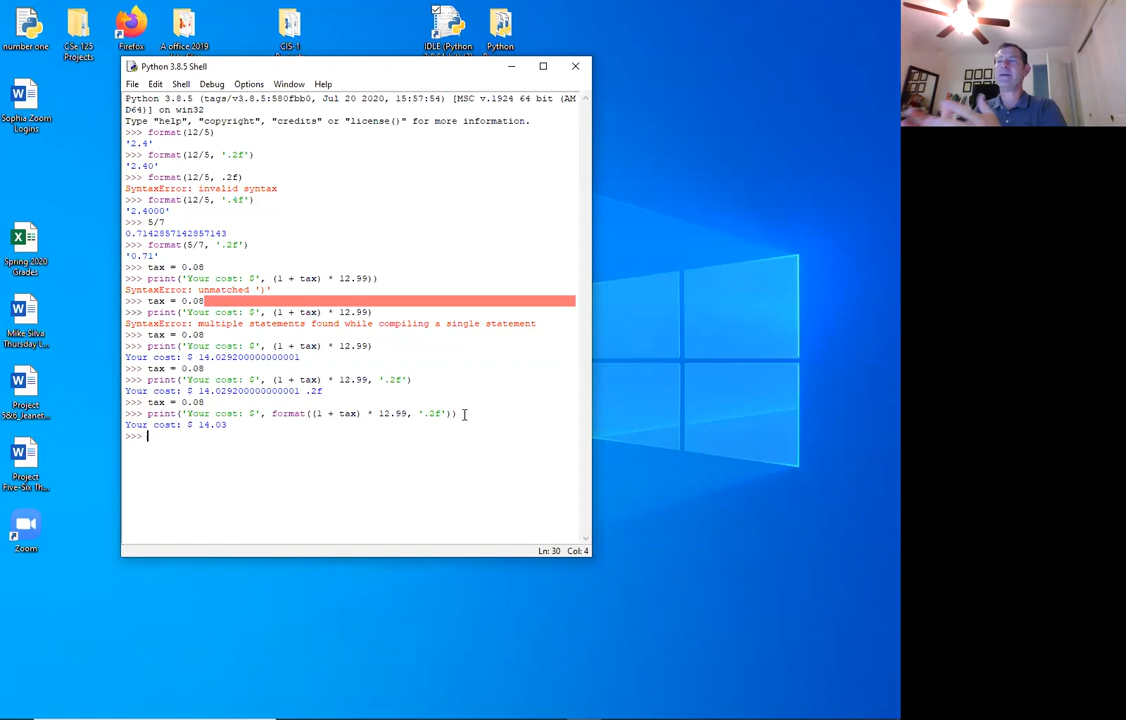 number.one
CSe 125
Projects
Firefox
A office 2019
CIS-1
IDLE (Python
Python
Sophia Zoom
Logins
Spring 2020
Grades
Mike Sliva
Thursday L...
Project
5&6_Jeanet...
Project
Five-Six Th...
Zoom
Python 3.8.5 Shell
File Edit Shell Debug Options Window Help
Python 3.8.5 (tags/v3.8.5:580fbb0, Jul 20 2020, 15:57:54) [MSC v.1924 64 bit (AM
D64)] on win32
Type "help", "copyright", "credits" or "license()" for more information.
>>> format(12/5)
'2.4'
>>> format(12/5, '.2f')
'2.40'
>>> format(12/5, .2f)
SyntaxError: invalid syntax
>>> format(12/5, '.4f')
'2.4000'
>>> 5/7
0.7142857142857143
>>> format(5/7, '.2f')
'0.71'
>>> tax = 0.08
>>> print('Your cost: $', (1 + tax) * 12.99))
SyntaxError: unmatched ')'
>>> tax = 0.08
>>> print('Your cost: $', (1 + tax) * 12.99)
SyntaxError: multiple statements found while compiling a single statement
>>> tax = 0.08
>>> print('Your cost: $', (1 + tax) * 12.99)
Your cost: $ 14.029200000000001
>>> tax = 0.08
>>> print('Your cost: $', (1 + tax) * 12.99, '.2f')
Your cost: $ 14.029200000000001 .2f
>>> tax = 0.08
>>> print('Your cost: $', format((1 + tax) * 12.99, '.2f'))
Your cost: $ 14.03
>>>
Ln: 30 Col: 4